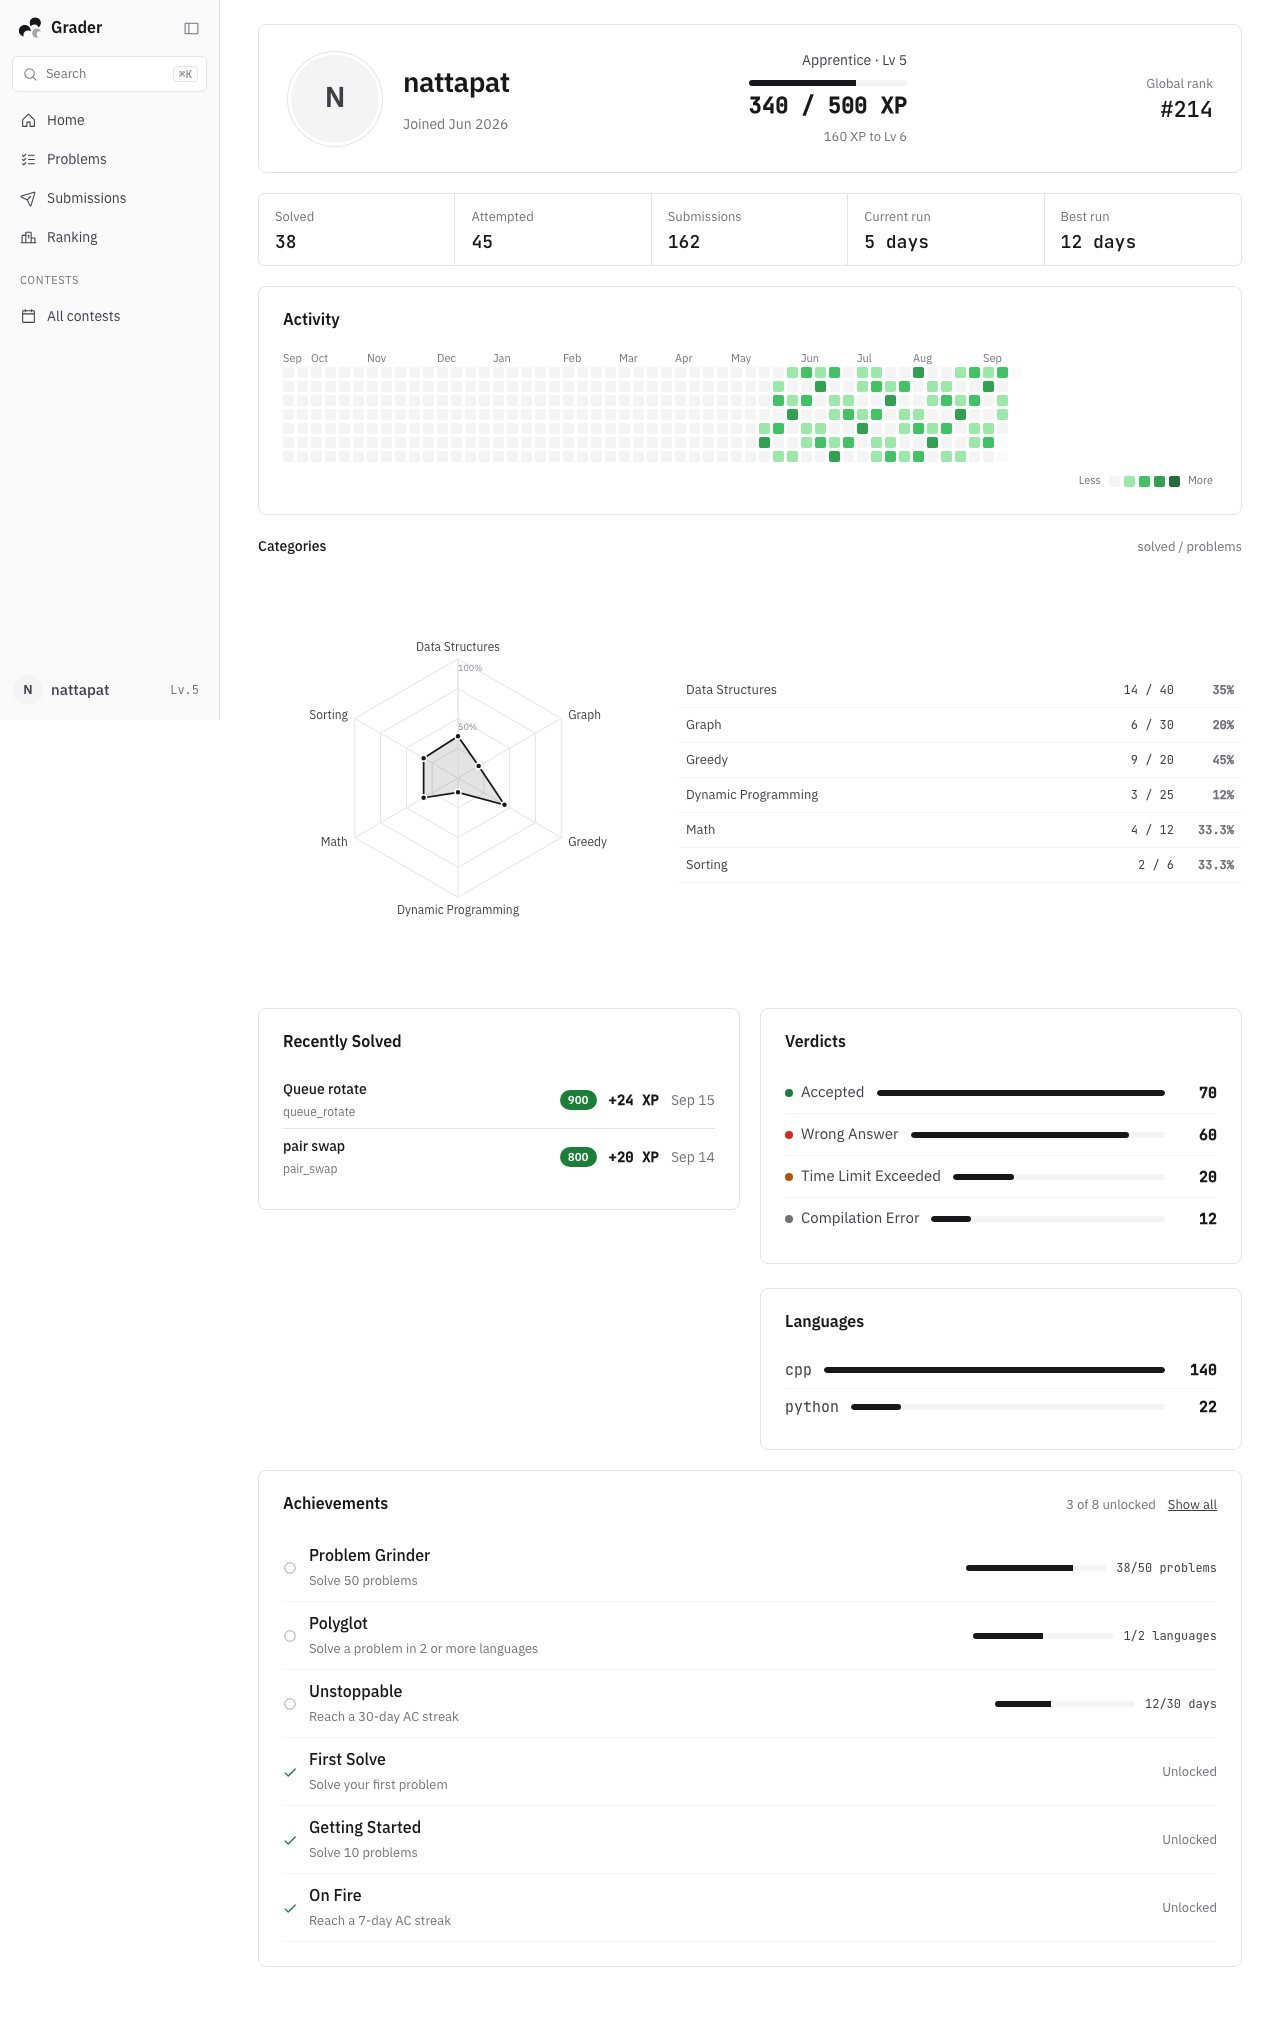 Grader
Search
⌘K
Home
Problems
Submissions
Ranking
CONTESTS
All contests
N
nattapat
Lv.5
N
nattapat
Joined Jun 2026
Apprentice · Lv 5
340 / 500 XP
160 XP to Lv 6
Global rank
#214
Solved
38
Attempted
45
Submissions
162
Current run
5 days
Best run
12 days
Activity
Sep Oct Nov Dec Jan Feb Mar Apr May Jun Jul Aug Sep
Less More
Categories
solved / problems
Data Structures
100%
50%
Sorting
Graph
Math
Greedy
Dynamic Programming
Data Structures 14 / 40 35%
Graph 6 / 30 20%
Greedy 9 / 20 45%
Dynamic Programming 3 / 25 12%
Math 4 / 12 33.3%
Sorting 2 / 6 33.3%
Recently Solved
Queue rotate
queue_rotate
900 +24 XP Sep 15
pair swap
pair_swap
800 +20 XP Sep 14
Verdicts
Accepted 70
Wrong Answer 60
Time Limit Exceeded 20
Compilation Error 12
Languages
cpp 140
python 22
Achievements
3 of 8 unlocked Show all
Problem Grinder
Solve 50 problems
38/50 problems
Polyglot
Solve a problem in 2 or more languages
1/2 languages
Unstoppable
Reach a 30-day AC streak
12/30 days
First Solve
Solve your first problem
Unlocked
Getting Started
Solve 10 problems
Unlocked
On Fire
Reach a 7-day AC streak
Unlocked